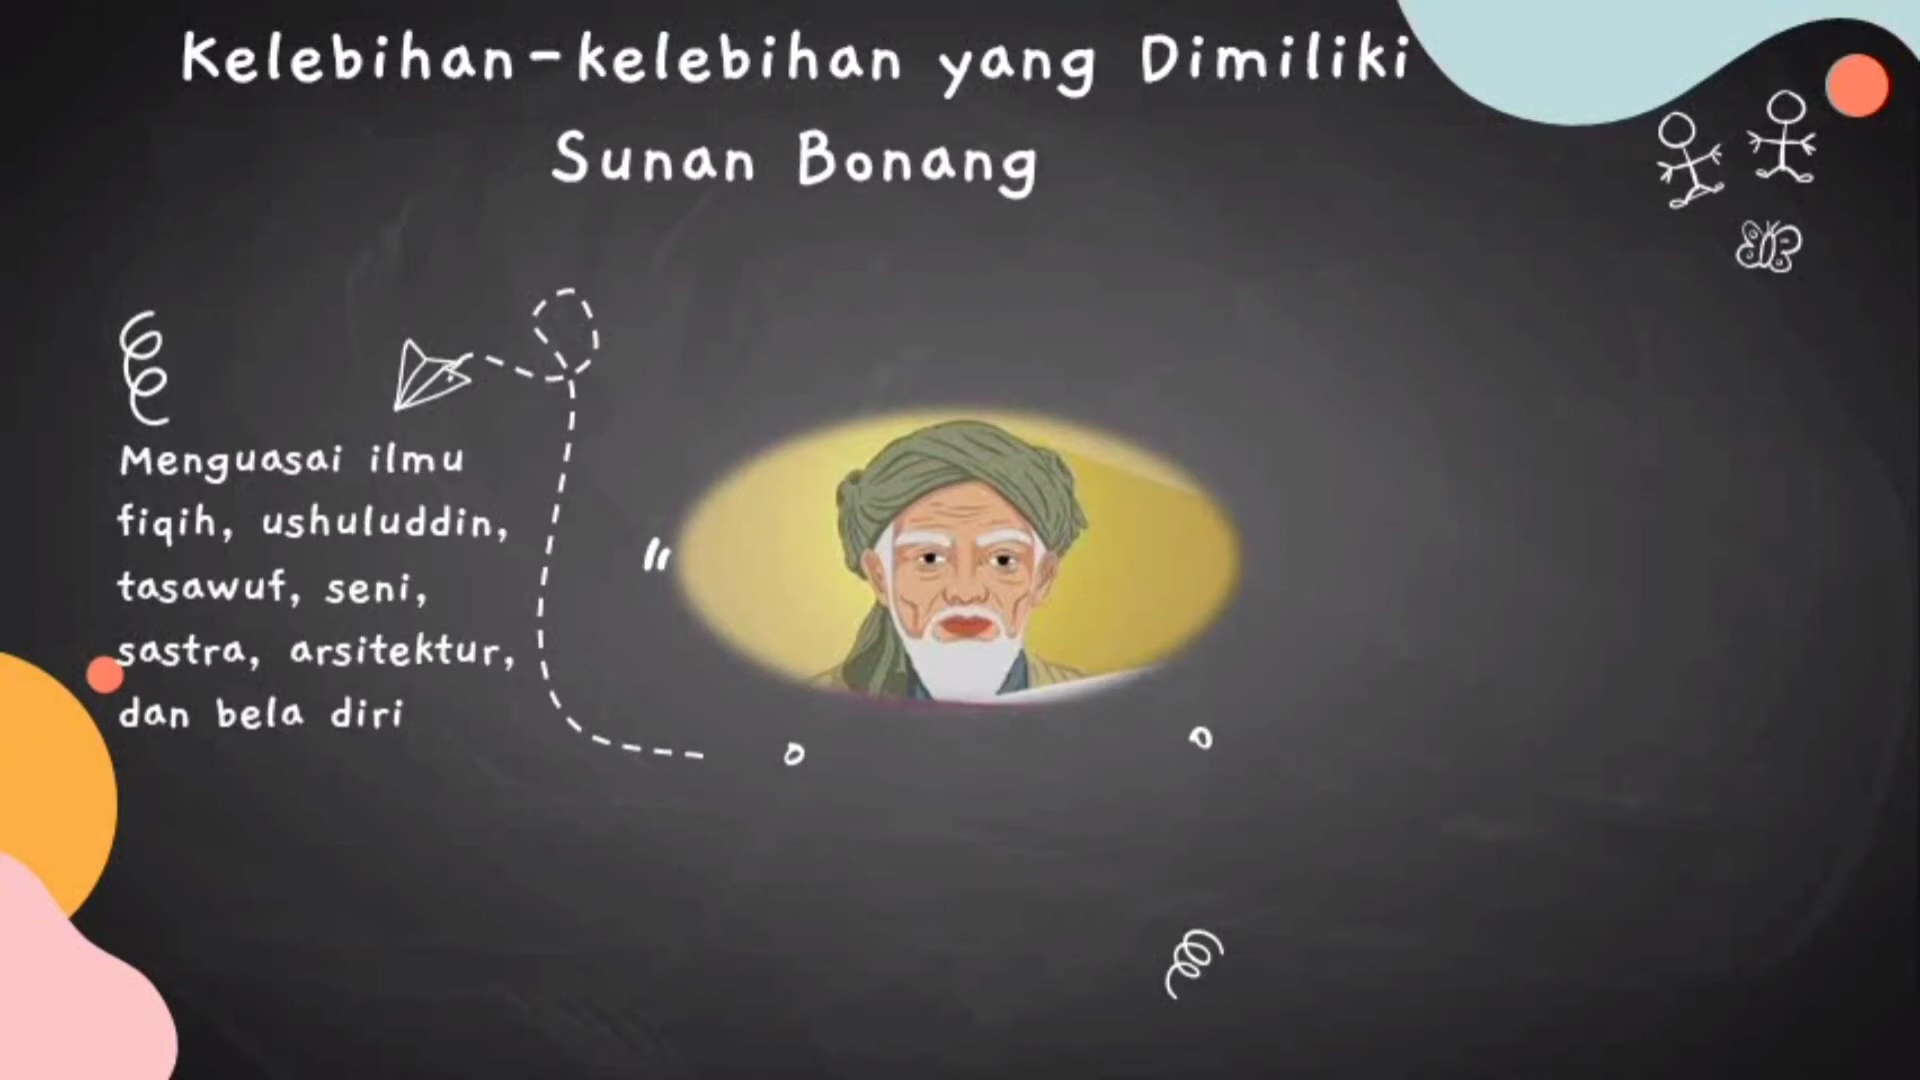 Kelebihan-kelebihan yang Dimiliki
Sunan Bonang
Menguasai ilmu
fiqih, ushuluddin,
tasawuf, seni,
sastra, arsitektur,
dan bela diri